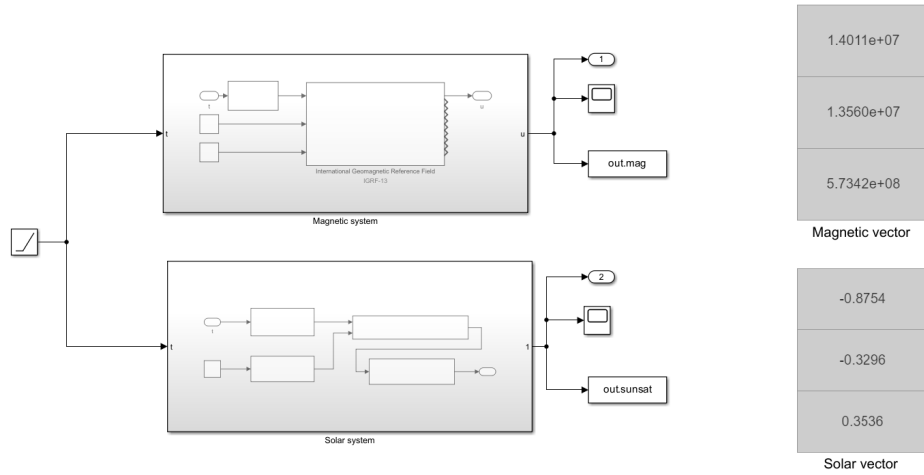 1
t
u
t
u
International Geomagnetic Reference Field
IGRF-13
out.mag
Magnetic system
1.4011e+07
1.3560e+07
5.7342e+08
Magnetic vector
2
t
t
1
out.sunsat
Solar system
-0.8754
-0.3296
0.3536
Solar vector